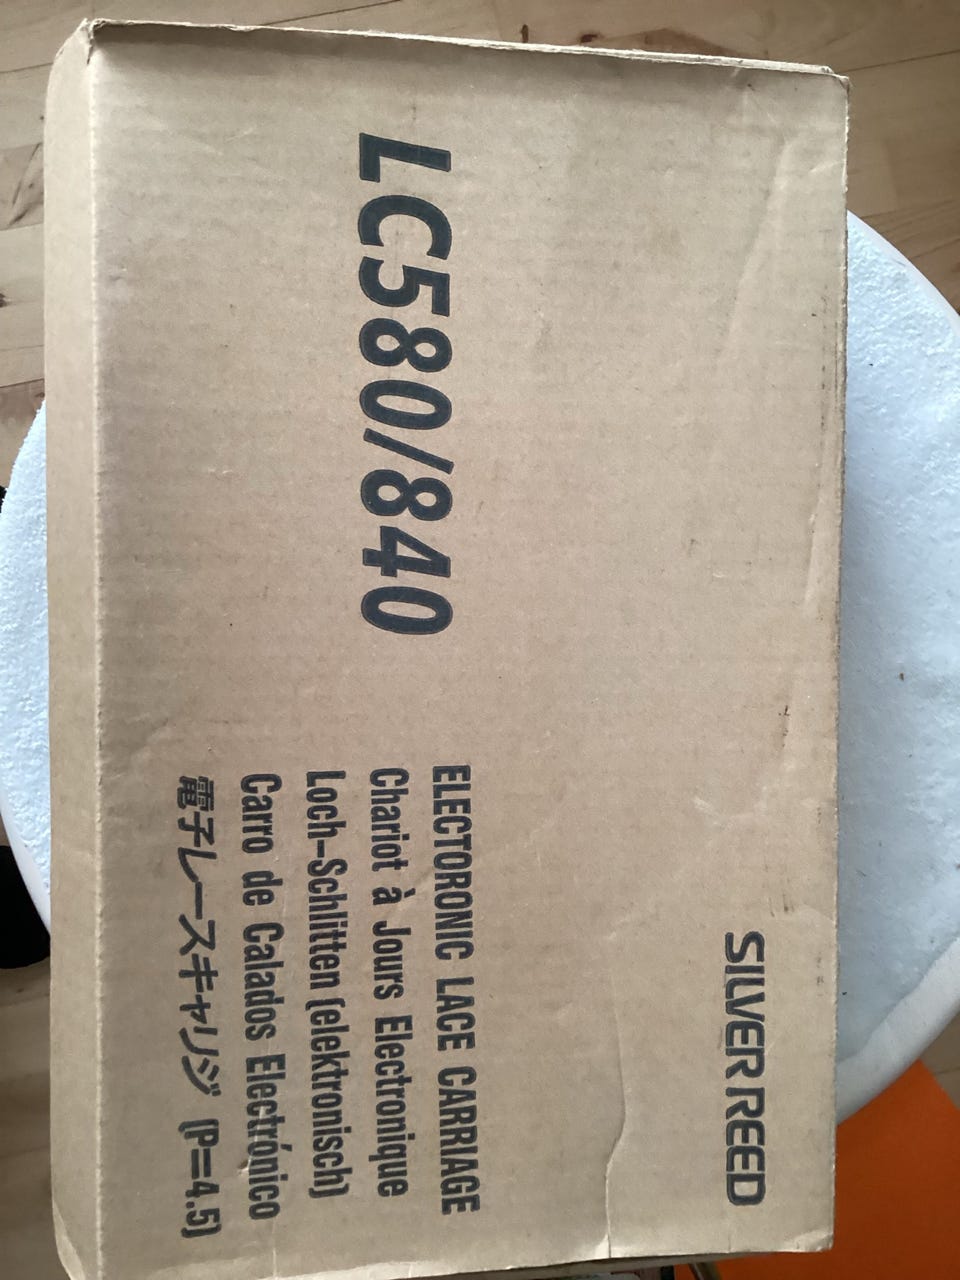 SILVER REED
LC580/840
ELECTORONIC LACE CARRIAGE
Chariot à Jours Electronique
Loch-Schlitten (elektronisch)
Carro de Calados Electrónico
電子レースキャリジ (P=4.5)